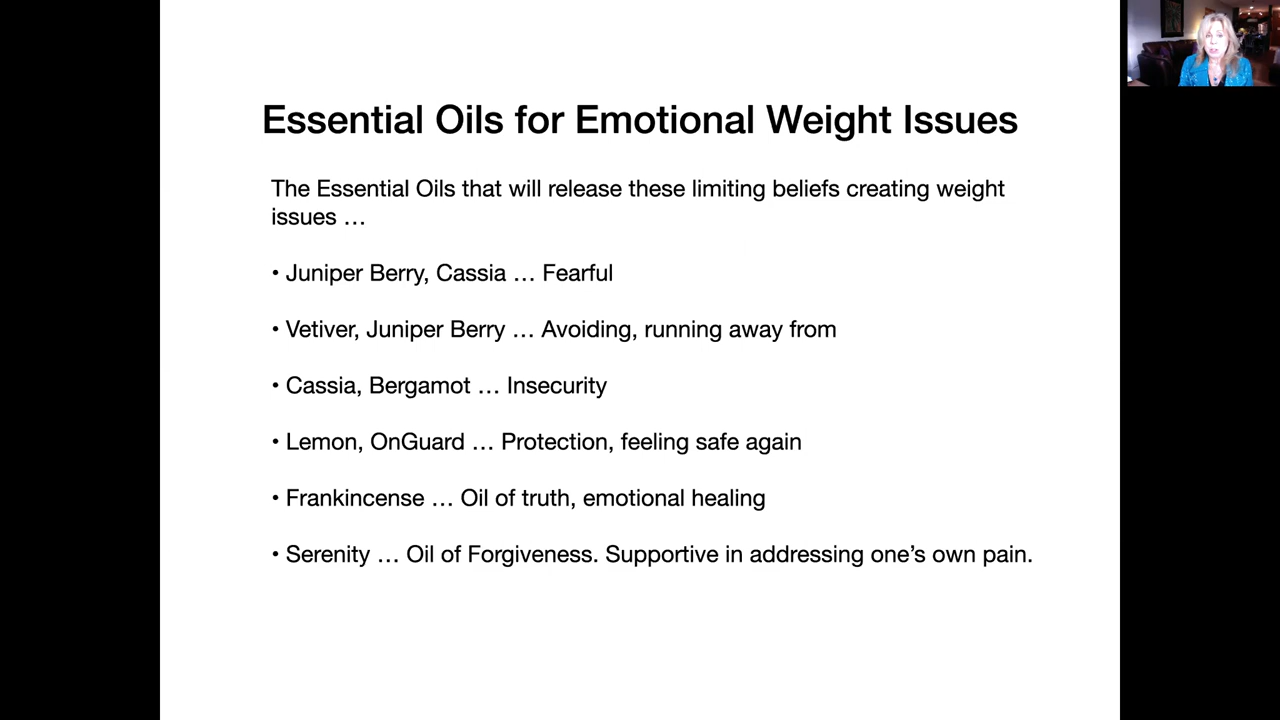 Essential Oils for Emotional Weight Issues
The Essential Oils that will release these limiting beliefs creating weight
issues …
• Juniper Berry, Cassia … Fearful
• Vetiver, Juniper Berry … Avoiding, running away from
• Cassia, Bergamot … Insecurity
• Lemon, OnGuard … Protection, feeling safe again
• Frankincense … Oil of truth, emotional healing
• Serenity … Oil of Forgiveness. Supportive in addressing one’s own pain.